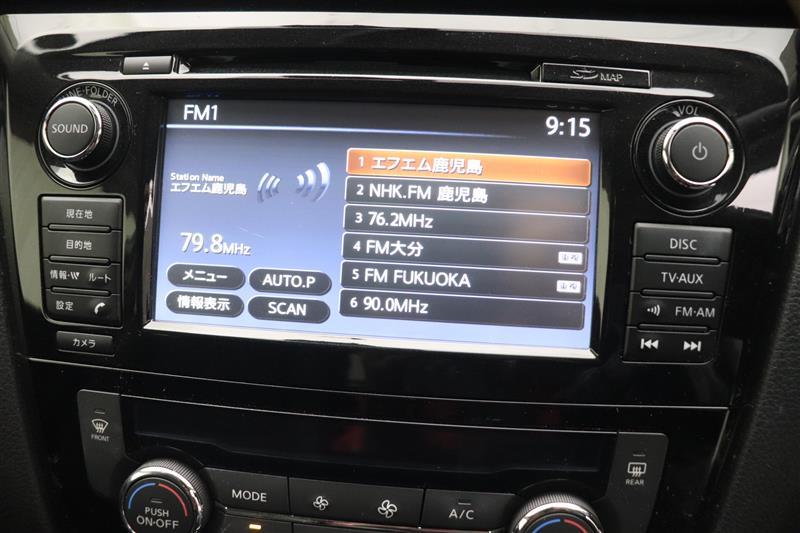 SD MAP
TUNE·FOLDER
SOUND
VOL
FM1
9:15
Station Name
エフエム鹿児島
79.8MHz
1 エフエム鹿児島
2 NHK.FM 鹿児島
3 76.2MHz
4 FM大分
5 FM FUKUOKA
6 90.0MHz
メニュー
AUTO.P
情報表示
SCAN
現在地
目的地
情報・VI ルート
設定
カメラ
DISC
TV·AUX
FM·AM
FRONT
REAR
MODE
A/C
PUSH
ON·OFF